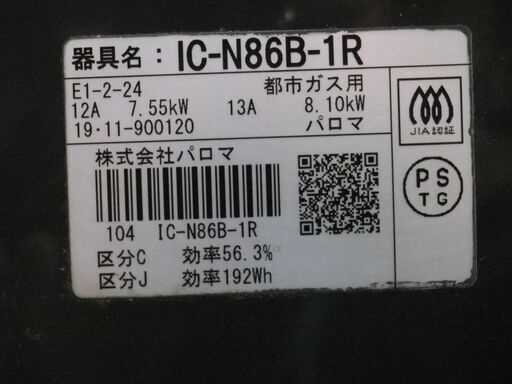 器具名：IC-N86B-1R
E1-2-24 都市ガス用
12A 7.55kW 13A 8.10kW
19・11-900120 パロマ
JIA認証
株式会社パロマ
PS
TG
104 IC-N86B-1R
区分C 効率56.3%
区分J 効率192Wh